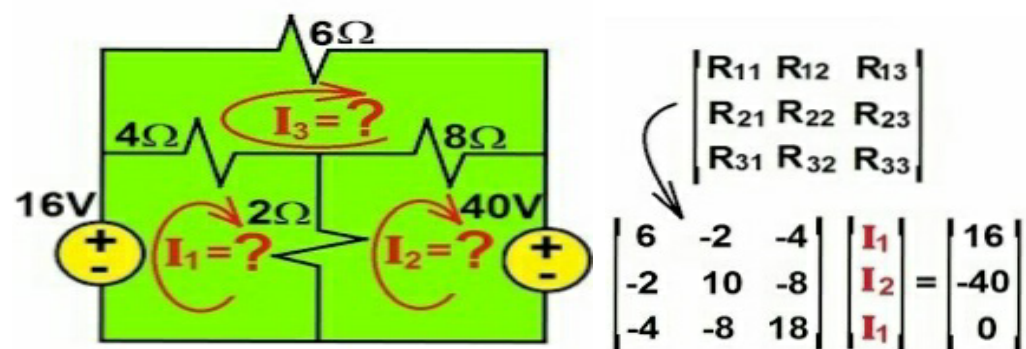 6Ω
I3=?
4Ω
8Ω
16V
2Ω
40V
+
-
I1=?
I2=?
+
-
R11 R12 R13
R21 R22 R23
R31 R32 R33
6 -2 -4 I1 16
-2 10 -8 I2 = -40
-4 -8 18 I1 0